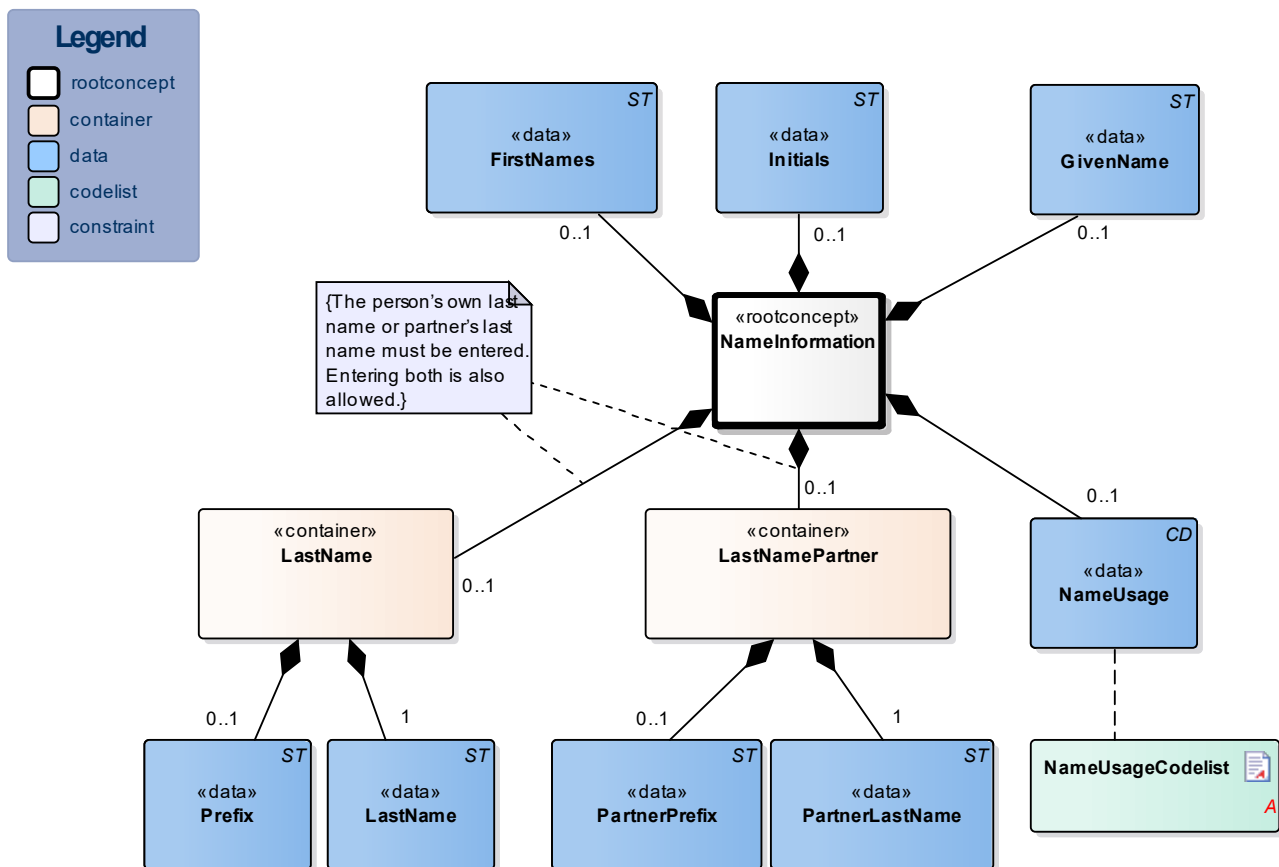 Legend
rootconcept
container
data
codelist
constraint
ST
«data»
FirstNames
ST
«data»
Initials
ST
«data»
GivenName
0..1
0..1
0..1
{The person's own last
name or partner's last
name must be entered.
Entering both is also
allowed.}
«rootconcept»
NameInformation
«container»
LastName
0..1
«container»
LastNamePartner
0..1
CD
«data»
NameUsage
0..1
0..1
1
0..1
1
ST
«data»
Prefix
ST
«data»
LastName
ST
«data»
PartnerPrefix
ST
«data»
PartnerLastName
NameUsageCodelist
A